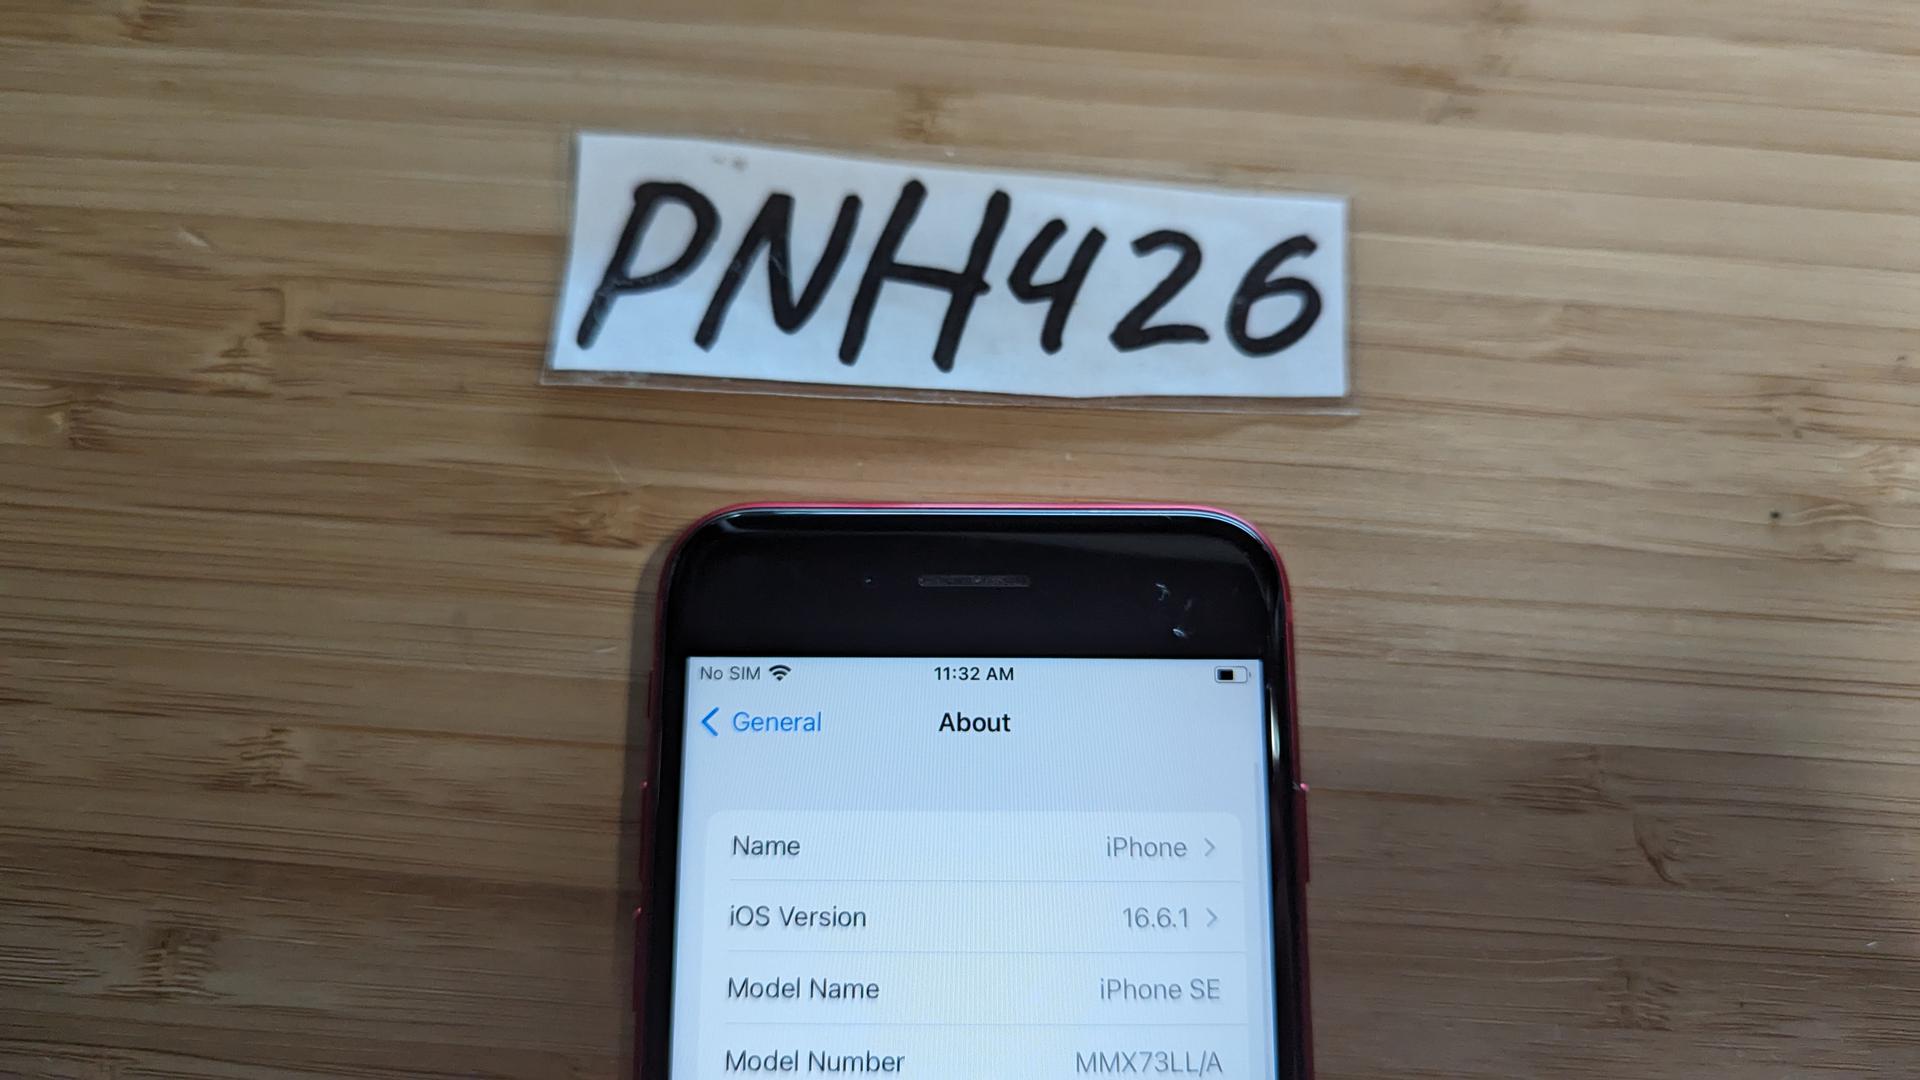 PNH426
No SIM 11:32 AM
General About
Name iPhone
iOS Version 16.6.1
Model Name iPhone SE
Model Number MMX73LL/A